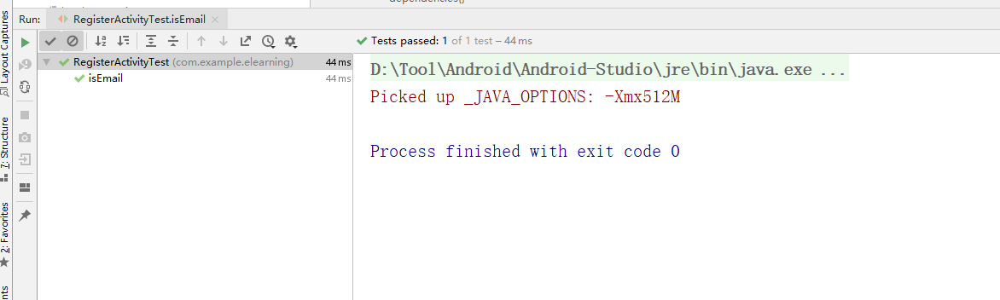 dependencies{}
Run:
RegisterActivityTest.isEmail
Tests passed: 1 of 1 test – 44 ms
RegisterActivityTest (com.example.elearning)
44 ms
isEmail
44 ms
D:\Tool\Android\Android-Studio\jre\bin\java.exe ...
Picked up _JAVA_OPTIONS: -Xmx512M
Process finished with exit code 0
Layout Captures
7: Structure
2: Favorites